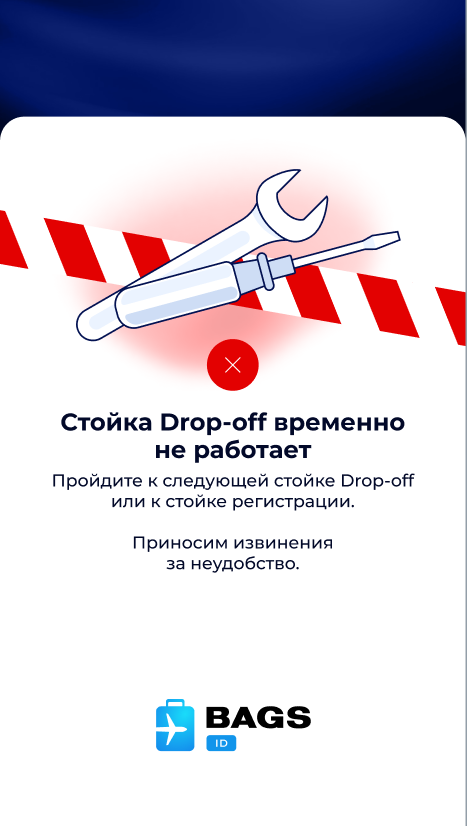 Стойка Drop-off временно
не работает
Пройдите к следующей стойке Drop-off
или к стойке регистрации.
Приносим извинения
за неудобство.
BAGS
ID